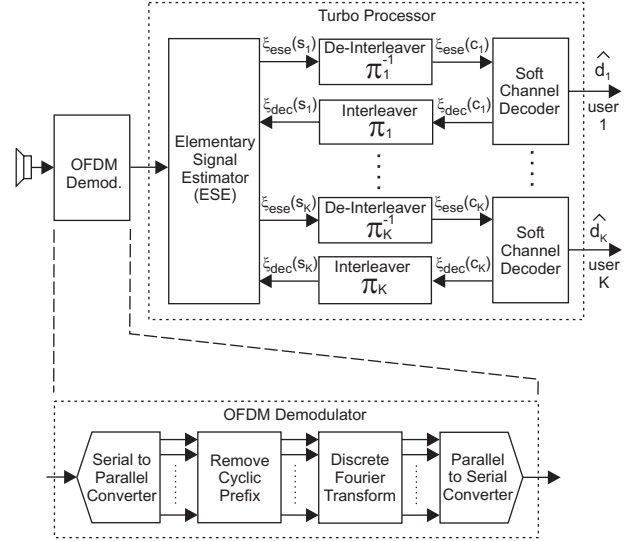 Turbo Processor
OFDM
Demod.
Elementary
Signal
Estimator
(ESE)
ξese(s1)
De-Interleaver
π1^-1
ξese(c1)
ξdec(s1)
Interleaver
π1
ξdec(c1)
Soft
Channel
Decoder
d̂1
user
1
ξese(sK)
De-Interleaver
πK^-1
ξese(cK)
ξdec(sK)
Interleaver
πK
ξdec(cK)
Soft
Channel
Decoder
d̂K
user
K
OFDM Demodulator
Serial to
Parallel
Converter
Remove
Cyclic
Prefix
Discrete
Fourier
Transform
Parallel
to Serial
Converter